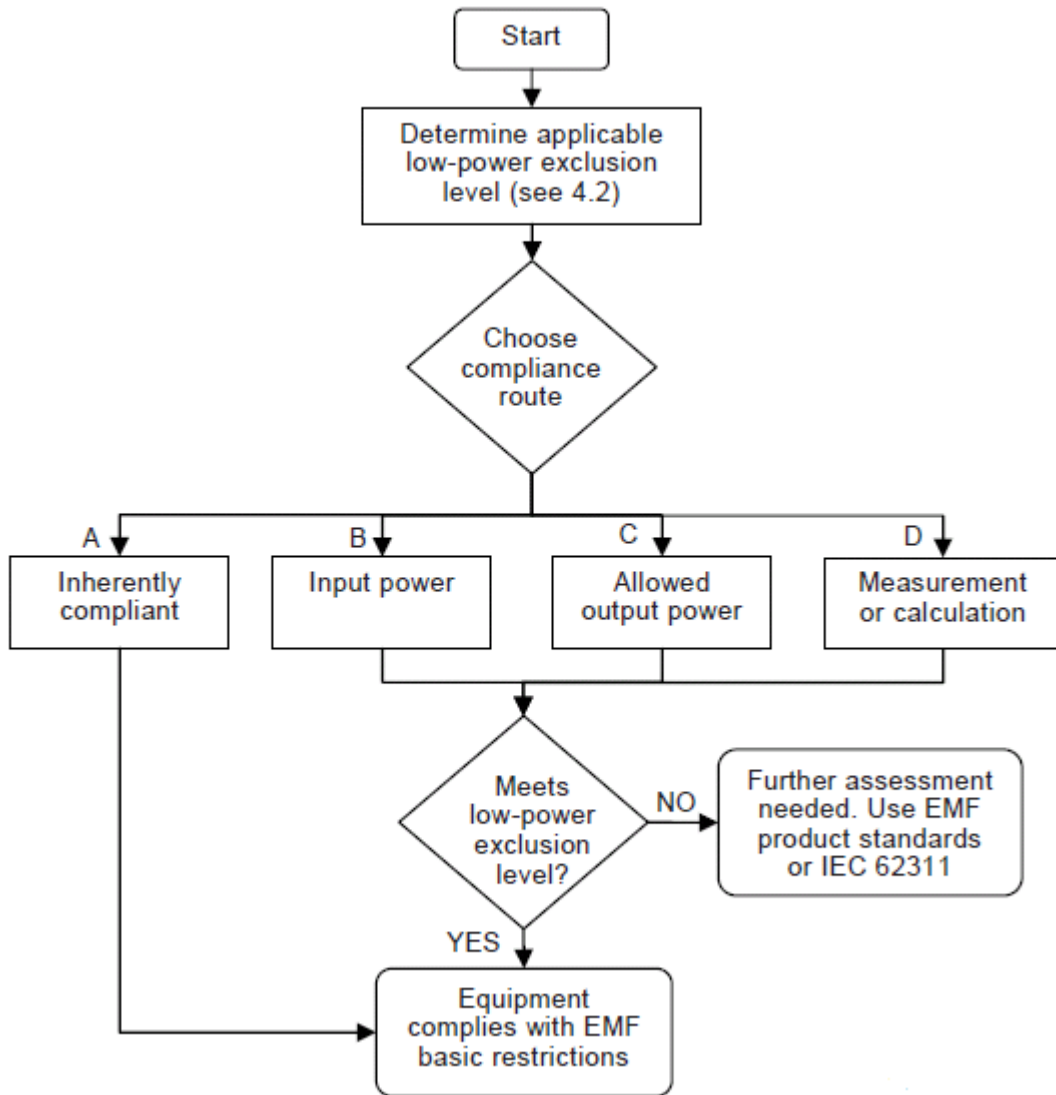 Start
Determine applicable
low-power exclusion
level (see 4.2)
Choose
compliance
route
A
B
C
D
Inherently
compliant
Input power
Allowed
output power
Measurement
or calculation
Meets
low-power
exclusion
level?
NO
Further assessment
needed. Use EMF
product standards
or IEC 62311
YES
Equipment
complies with EMF
basic restrictions